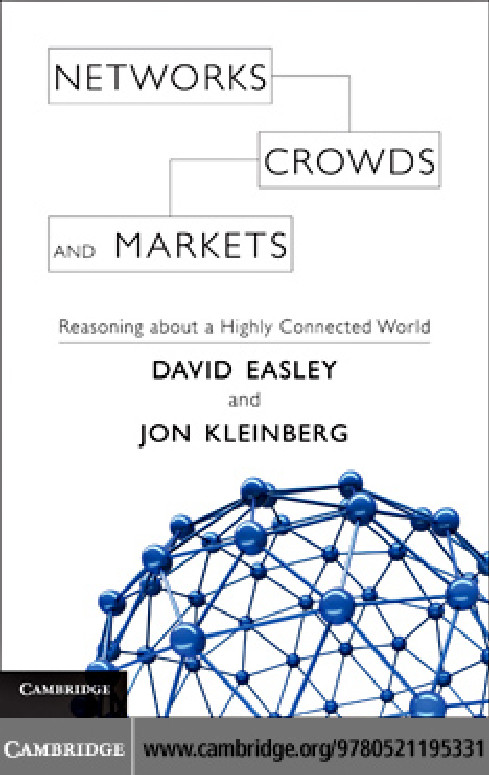 NETWORKS
CROWDS
AND MARKETS
Reasoning about a Highly Connected World
DAVID EASLEY
and
JON KLEINBERG
CAMBRIDGE
CAMBRIDGE www.cambridge.org/9780521195331